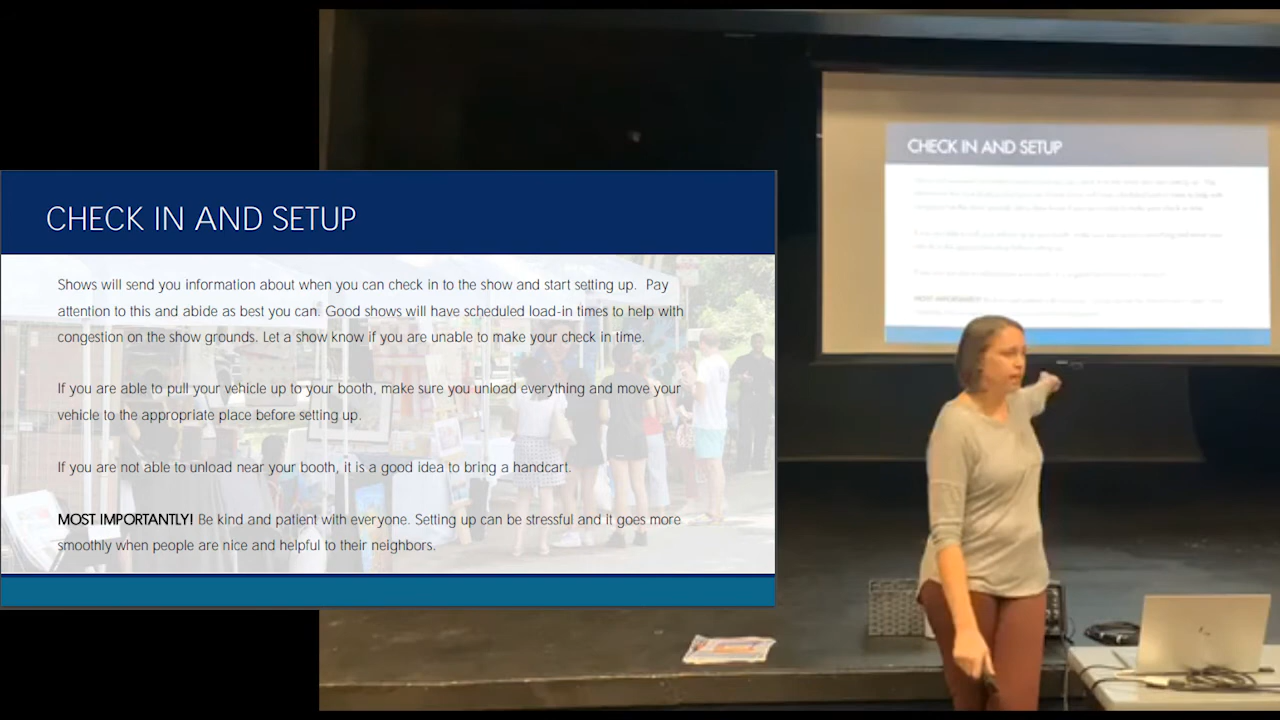 CHECK IN AND SETUP
Shows will send you information about when you can check in to the show and start setting up. Pay
attention to this and abide as best you can. Good shows will have scheduled load-in times to help with
congestion on the show grounds. Let a show know if you are unable to make your check in time.
If you are able to pull your vehicle up to your booth, make sure you unload everything and move your
vehicle to the appropriate place before setting up.
If you are not able to unload near your booth, it is a good idea to bring a handcart.
MOST IMPORTANTLY! Be kind and patient with everyone. Setting up can be stressful and it goes more
smoothly when people are nice and helpful to their neighbors.
CHECK IN AND SETUP
MOST IMPORTANTLY!